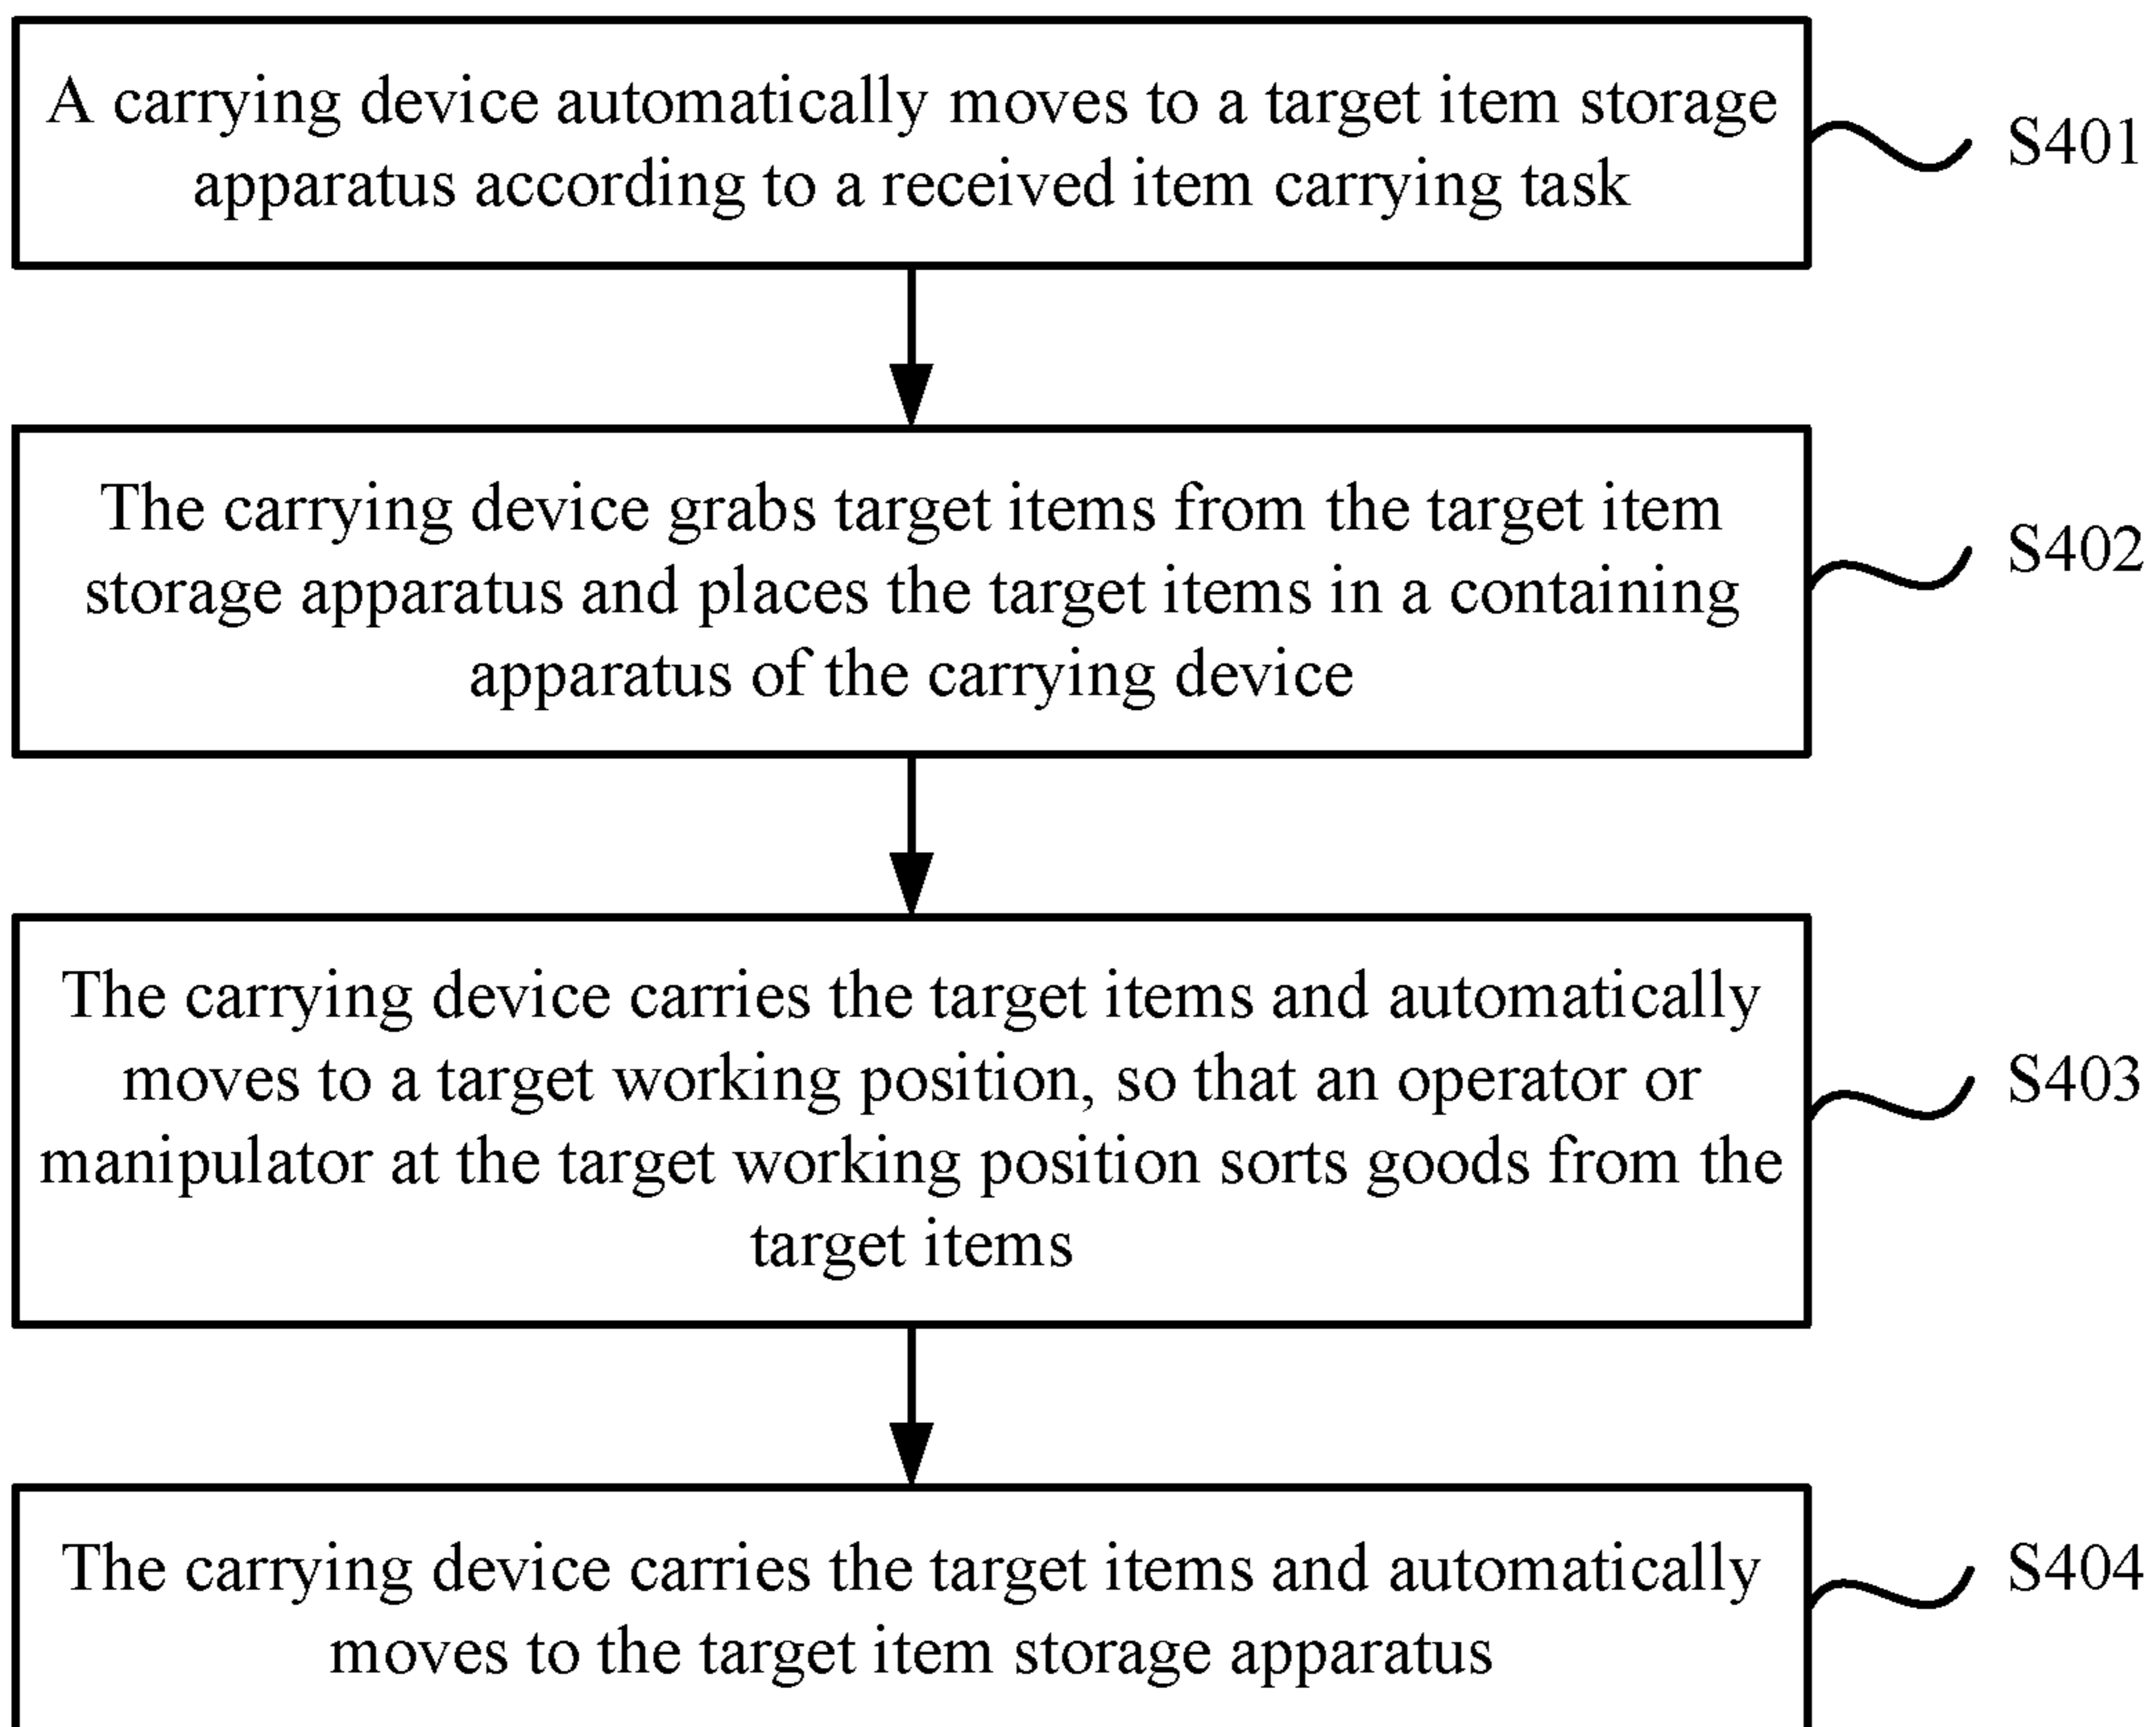 A carrying device automatically moves to a target item storage
apparatus according to a received item carrying task
S401
The carrying device grabs target items from the target item
storage apparatus and places the target items in a containing
apparatus of the carrying device
S402
The carrying device carries the target items and automatically
moves to a target working position, so that an operator or
manipulator at the target working position sorts goods from the
target items
S403
The carrying device carries the target items and automatically
moves to the target item storage apparatus
S404